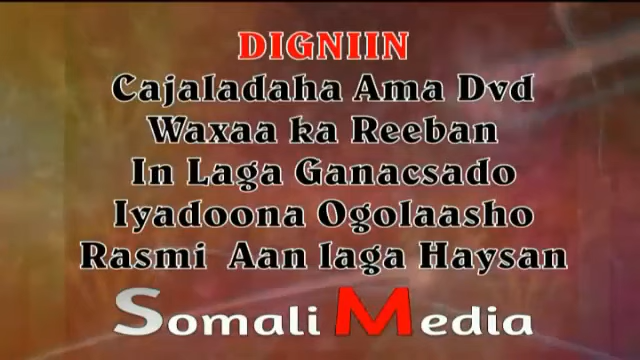 DIGNIIN
Cajaladaha Ama Dvd
Waxaa ka Reeban
In Laga Ganacsado
Iyadoona Ogolaasho
Rasmi Aan laga Haysan
Somali Media